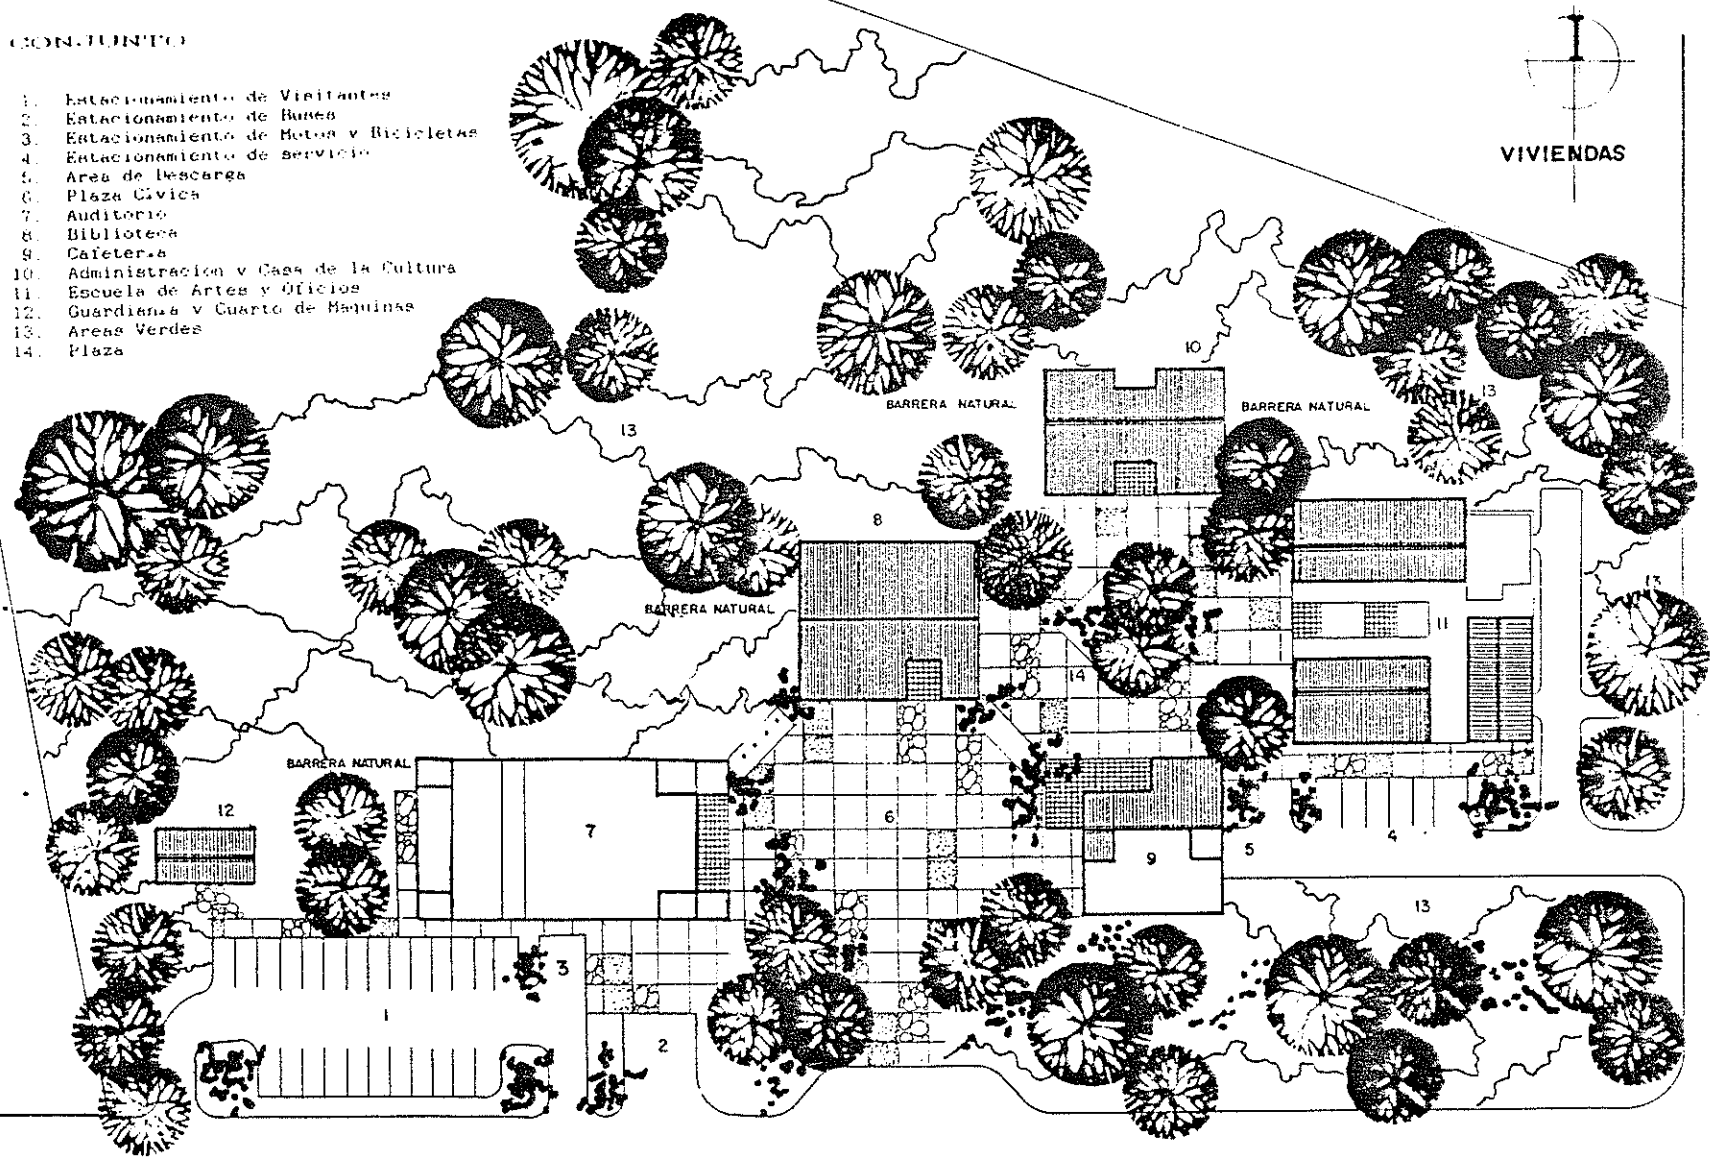 CONJUNTO
1. Estacionamiento de Visitantes
2. Estacionamiento de Buses
3. Estacionamiento de Motos y Bicicletas
4. Estacionamiento de servicio
5. Area de Descarga
6. Plaza Civica
7. Auditorio
8. Biblioteca
9. Cafeteria
10. Administracion y Casa de la Cultura
11. Escuela de Artes y Oficios
12. Guardiania y Cuarto de Maquinas
13. Areas Verdes
14. Plaza
VIVIENDAS
10
BARRERA NATURAL
BARRERA NATURAL
13
13
8
13
BARRERA NATURAL
11
14
BARRERA NATURAL
12
7
6
4
5
9
13
3
1
2